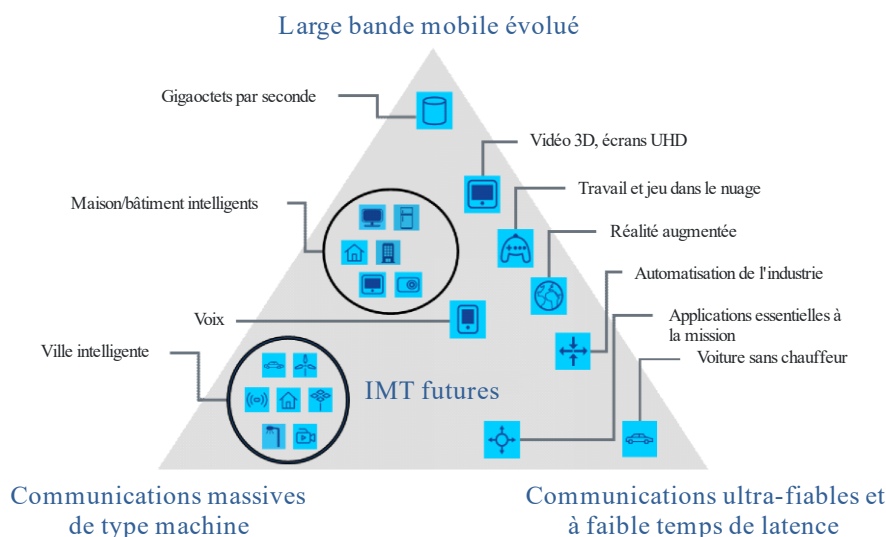 Large bande mobile évolué
Gigaoctets par seconde
Vidéo 3D, écrans UHD
Travail et jeu dans le nuage
Maison/bâtiment intelligents
Réalité augmentée
Automatisation de l'industrie
Applications essentielles à
la mission
Voix
Ville intelligente
Voiture sans chauffeur
IMT futures
Communications massives
de type machine
Communications ultra-fiables et
à faible temps de latence